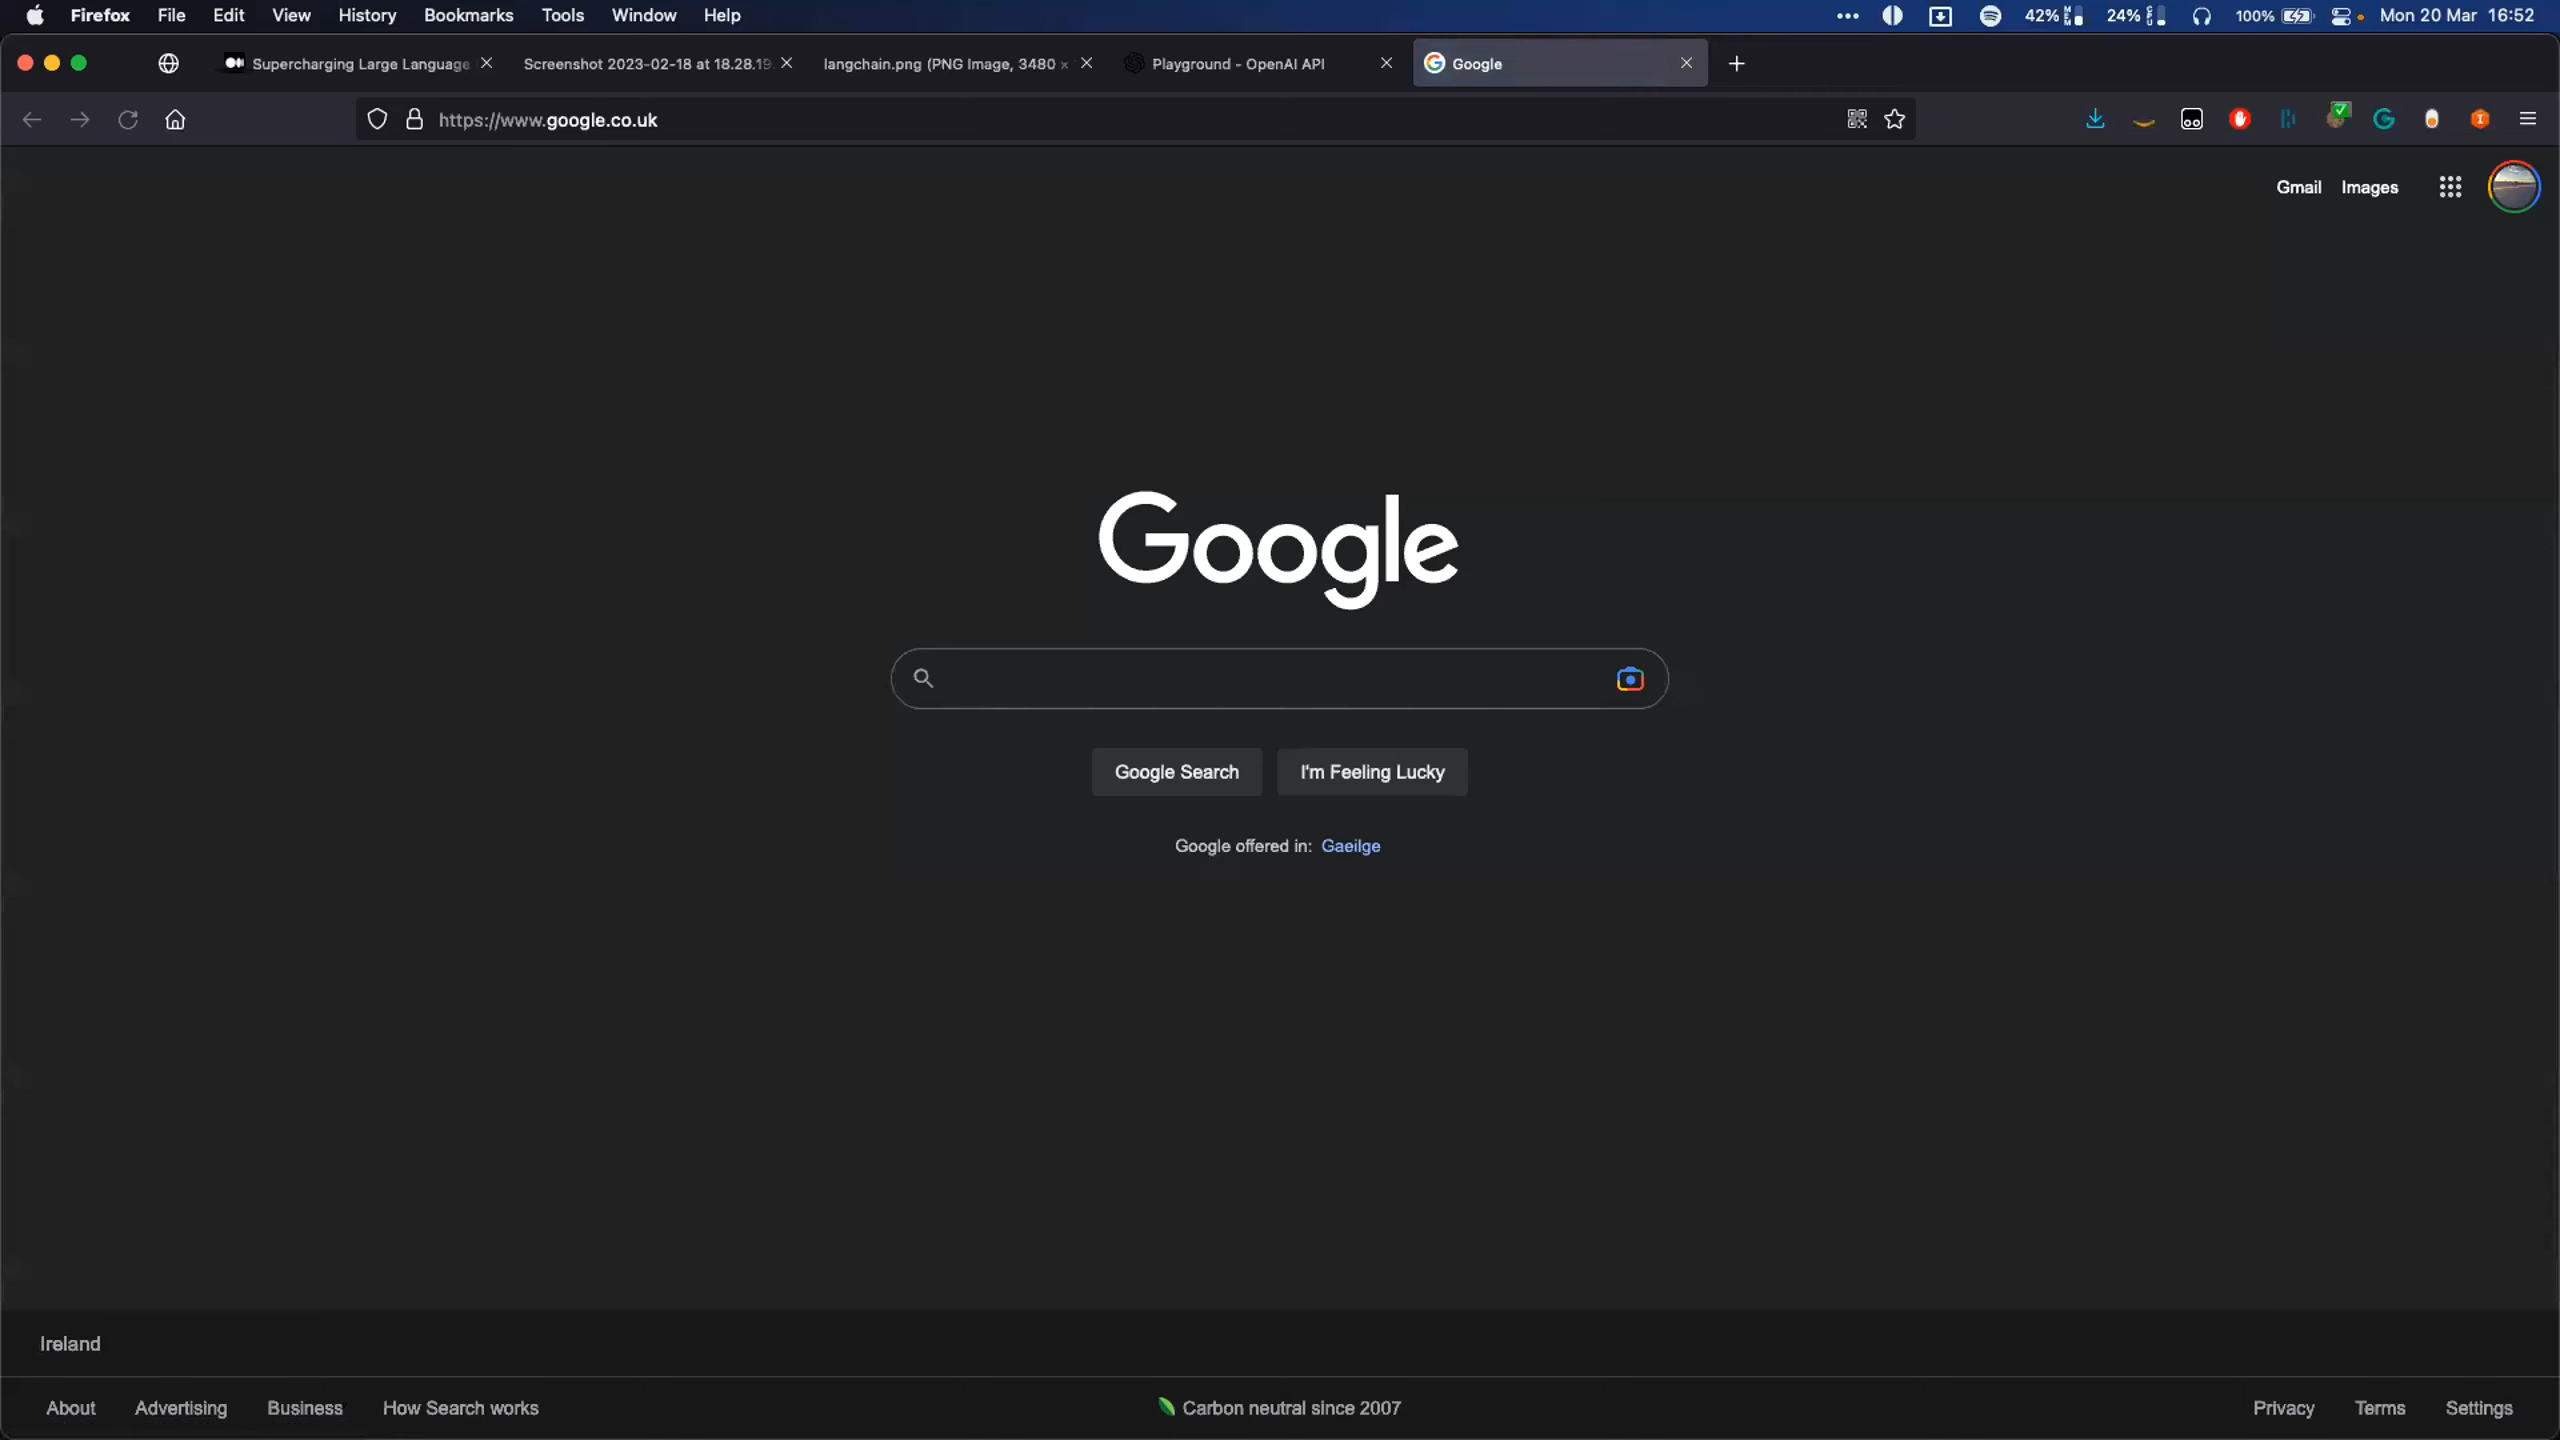 Firefox File Edit View History Bookmarks Tools Window Help 42% 24% 100% Mon 20 Mar 16:52
Supercharging Large Language Screenshot 2023-02-18 at 18.28.19. langchain.png (PNG Image, 3480 × Playground - OpenAI API Google
https://www.google.co.uk
Gmail Images
Google
Google Search I'm Feeling Lucky
Google offered in: Gaeilge
Ireland
About Advertising Business How Search works Carbon neutral since 2007 Privacy Terms Settings